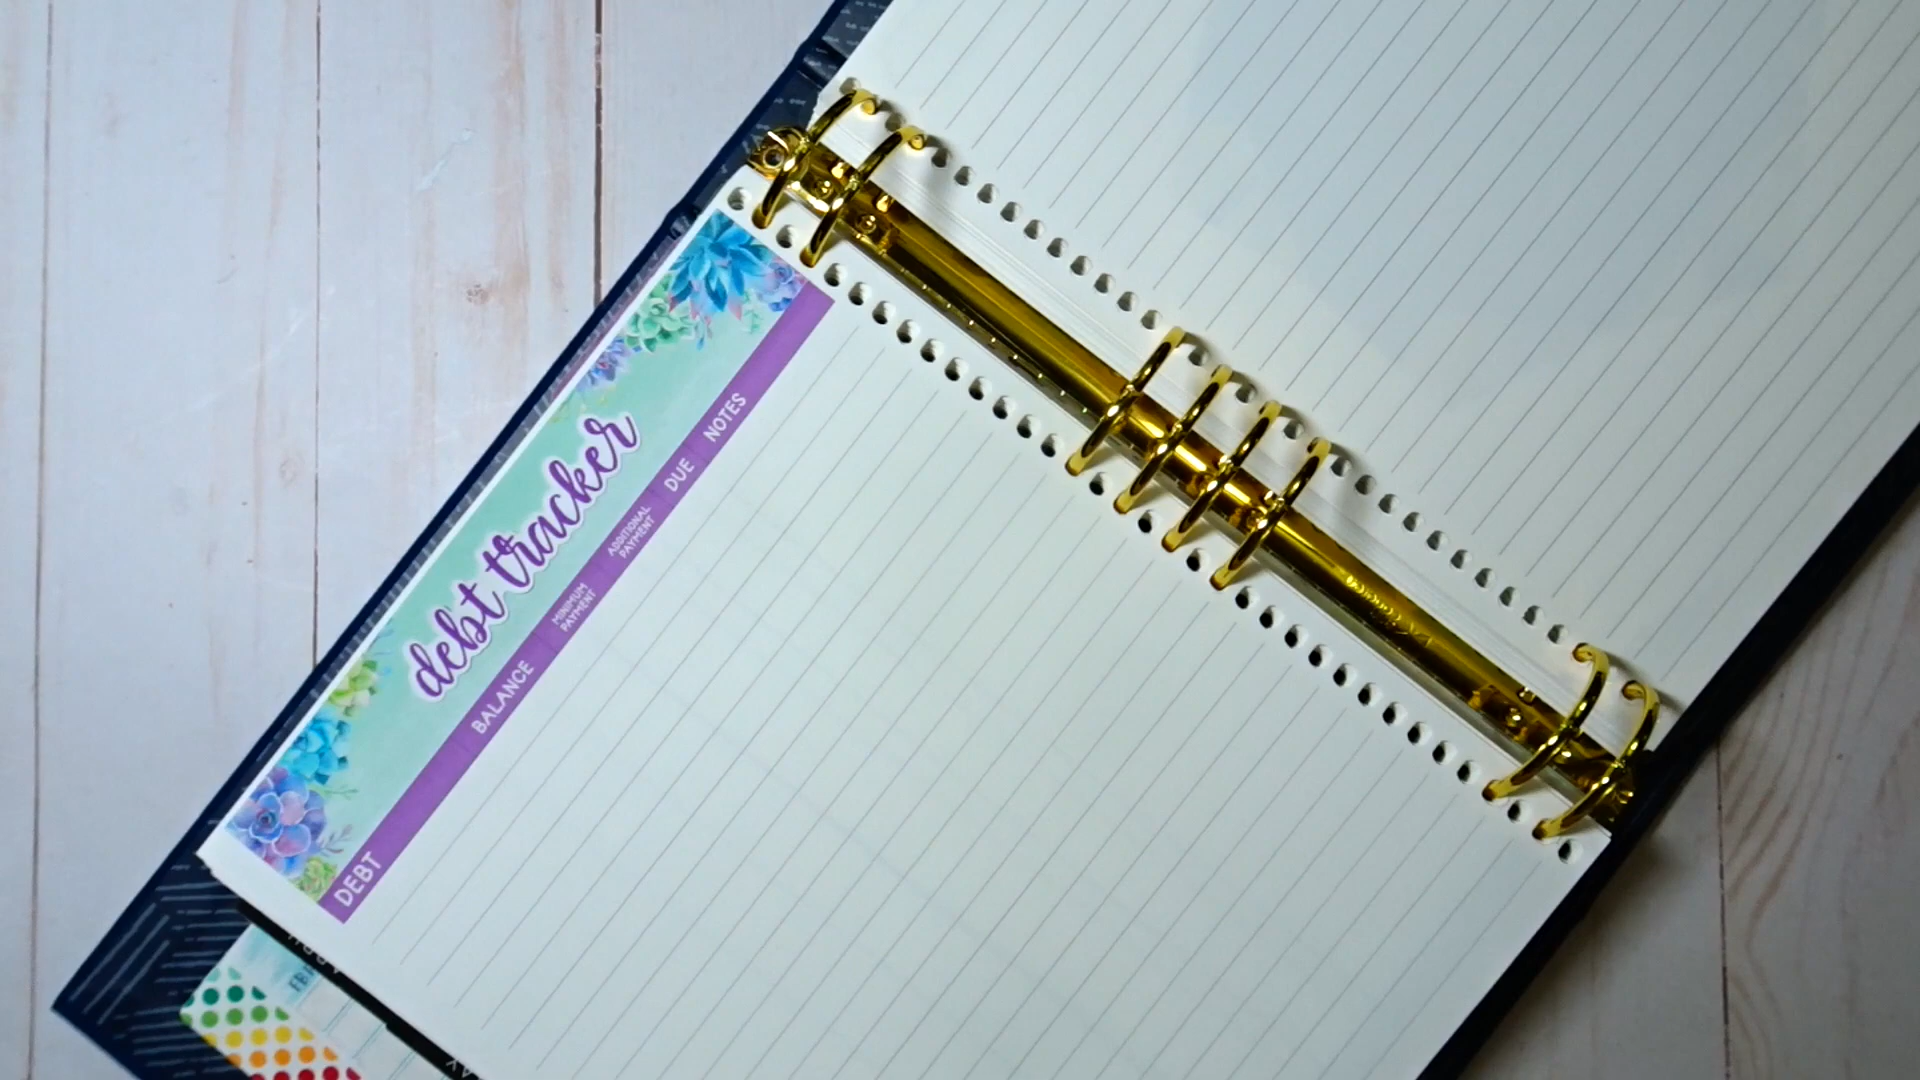 debt tracker
DEBT
BALANCE
MINIMUM
PAYMENT
ADDITIONAL
PAYMENT
DUE
NOTES